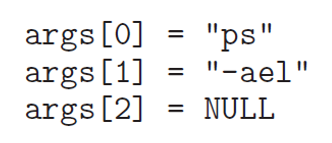 args[0] = "ps"
args[1] = "-ael"
args[2] = NULL